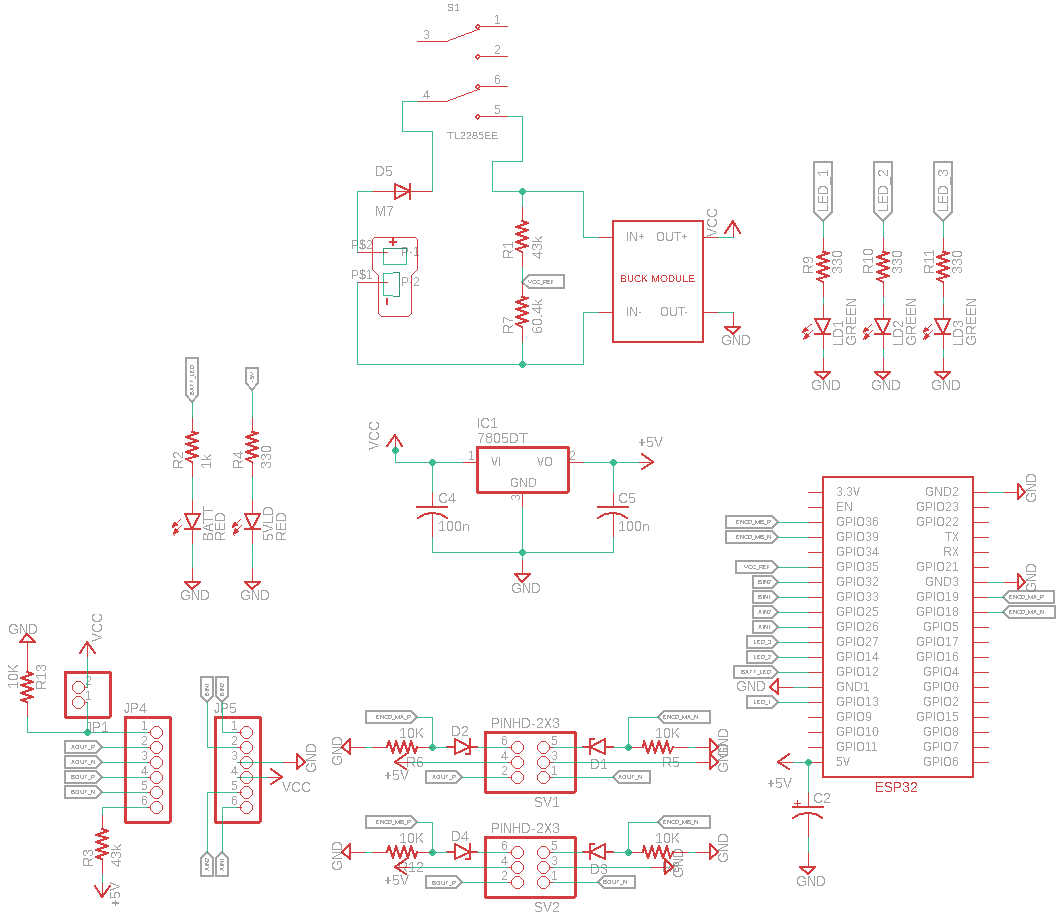 S1
3
1
2
4
6
5
TL2285EE
D5
M7
P$2
P-1
P$1
P-2
+
-
R1
43k
VCC_REF
R7
60.4k
IN+
OUT+
BUCK MODULE
IN-
OUT-
VCC
GND
LED_1
LED_2
LED_3
R9
330
R10
330
R11
330
LD1
GREEN
LD2
GREEN
LD3
GREEN
GND
GND
GND
BATT_LED
+5V
R2
1k
R4
330
BATT
RED
5VLD
RED
GND
GND
VCC
IC1
7805DT
1
VI
VO
2
GND
3
+5V
C4
100n
C5
100n
GND
3.3V
EN
GPIO36
GPIO39
GPIO34
GPIO35
GPIO32
GPIO33
GPIO25
GPIO26
GPIO27
GPIO14
GPIO12
GND1
GPIO13
GPIO9
GPIO10
GPIO11
5V
GND2
GPIO23
GPIO22
TX
RX
GPIO21
GND3
GPIO19
GPIO18
GPIO5
GPIO17
GPIO16
GPIO4
GPIO0
GPIO2
GPIO15
GPIO8
GPIO7
GPIO6
ESP32
ENCO_MB_P
ENCO_MB_N
VCC_REF
BIN2
BIN1
AIN2
AIN1
LED_3
LED_2
BATT_LED
GND
LED_1
GND
GND
ENCO_MA_P
ENCO_MA_N
+5V
+
C2
GND
GND
10K
R13
VCC
2
1
JP1
JP4
1
2
3
4
5
6
AOUT_P
AOUT_N
BOUT_P
BOUT_N
R3
43k
+5V
BIN1
BIN2
JP5
1
2
3
4
5
6
GND
VCC
AIN2
AIN1
ENCO_MA_P
GND
10K
R6
+5V
D2
AOUT_P
PINHD-2X3
6
4
2
5
3
1
SV1
D1
ENCO_MA_N
10K
R5
GND
GND
AOUT_N
ENCO_MB_P
GND
10K
R12
+5V
D4
BOUT_P
PINHD-2X3
6
4
2
5
3
1
SV2
D3
ENCO_MB_N
10K
GND
GND
BOUT_N